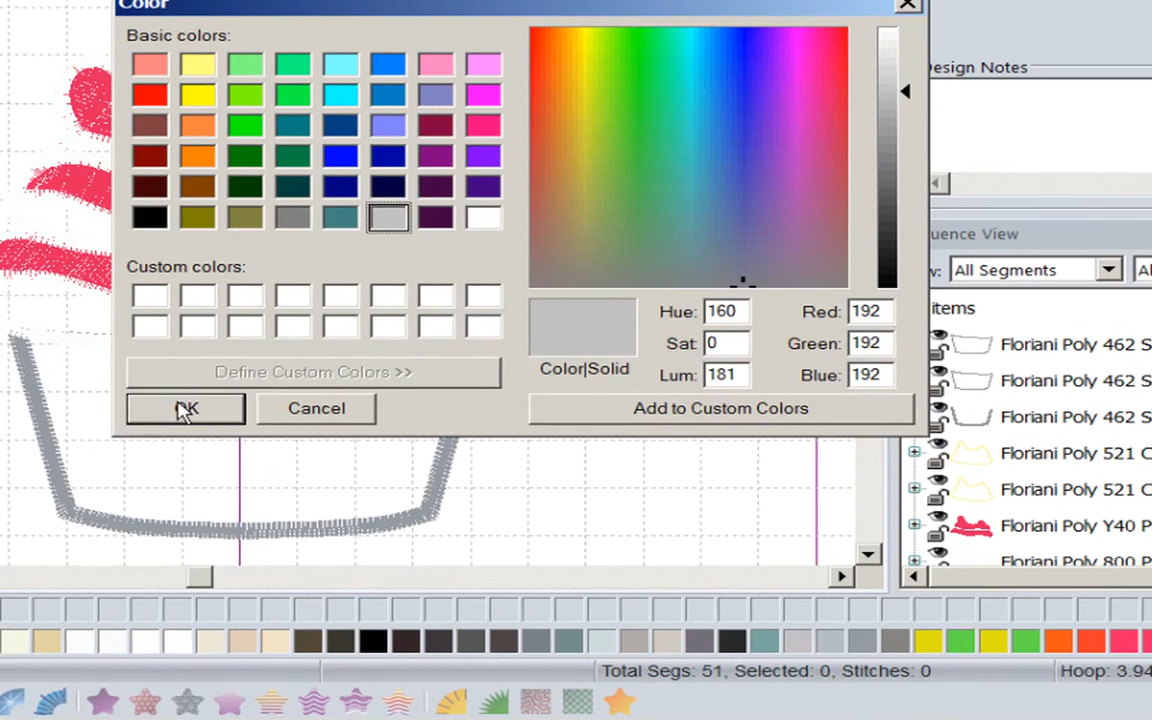 Color
Basic colors:
Custom colors:
Define Custom Colors >>
OK
Cancel
Color|Solid
Hue: 160
Sat: 0
Lum: 181
Red: 192
Green: 192
Blue: 192
Add to Custom Colors
Design Notes
uence View
w: All Segments
items
Floriani Poly 462 S
Floriani Poly 462 S
Floriani Poly 462 S
Floriani Poly 521 C
Floriani Poly 521 C
Floriani Poly Y40 P
Floriani Poly 800 P
Total Segs: 51, Selected: 0, Stitches: 0
Hoop: 3.94